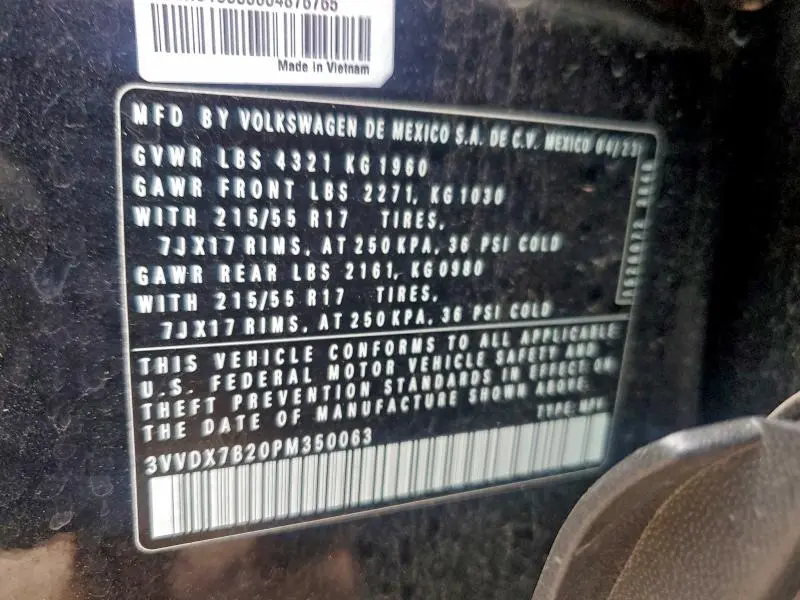 Made in Vietnam
MFD BY VOLKSWAGEN DE MEXICO S.A. DE C.V. MEXICO 04/23
GVWR LBS 4321 KG 1960
GAWR FRONT LBS 2271, KG 1030
WITH 215/55 R17 TIRES,
7JX17 RIMS, AT 250 KPA, 36 PSI COLD
GAWR REAR LBS 2161, KG 0980
WITH 215/55 R17 TIRES,
7JX17 RIMS, AT 250 KPA, 36 PSI COLD
THIS VEHICLE CONFORMS TO ALL APPLICABLE
U.S. FEDERAL MOTOR VEHICLE SAFETY AND
THEFT PREVENTION STANDARDS IN EFFECT ON
THE DATE OF MANUFACTURE SHOWN ABOVE.
TYPE: MPV
3VVDX7B20PM350063